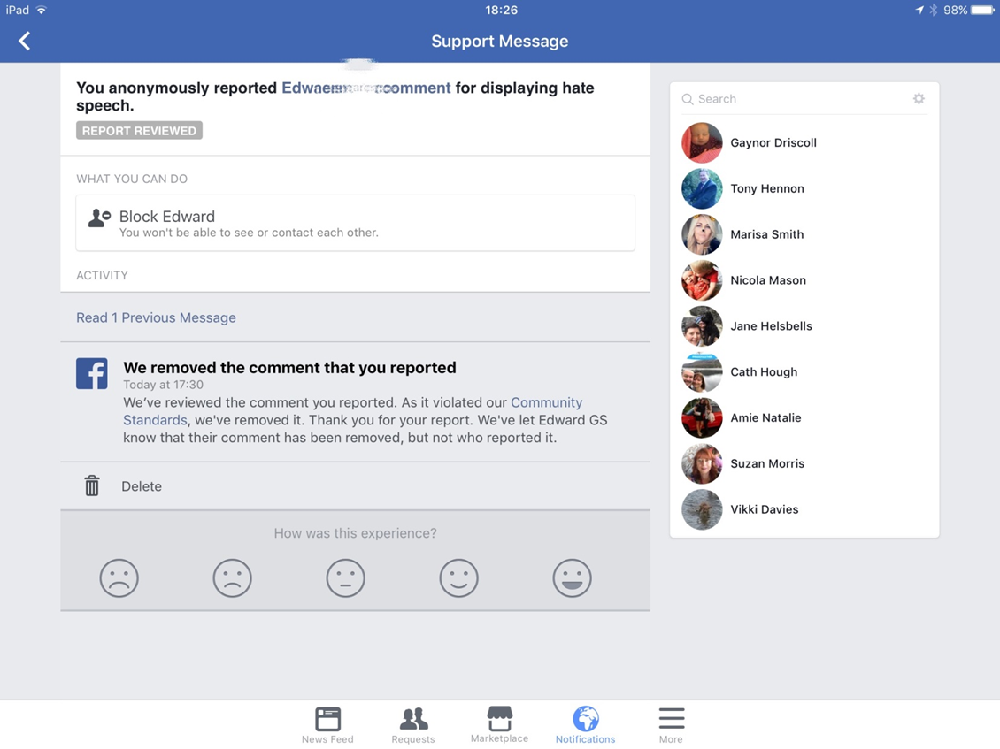 iPad
18:26
98%
Support Message
You anonymously reported comment for displaying hate
speech.
REPORT REVIEWED
WHAT YOU CAN DO
Block Edward
You won't be able to see or contact each other.
ACTIVITY
Read 1 Previous Message
We removed the comment that you reported
Today at 17:30
We've reviewed the comment you reported. As it violated our Community
Standards, we've removed it. Thank you for your report. We've let Edward GS
know that their comment has been removed, but not who reported it.
Delete
How was this experience?
Search
Gaynor Driscoll
Tony Hennon
Marisa Smith
Nicola Mason
Jane Helsbells
Cath Hough
Amie Natalie
Suzan Morris
Vikki Davies
News Feed
Requests
Marketplace
Notifications
More